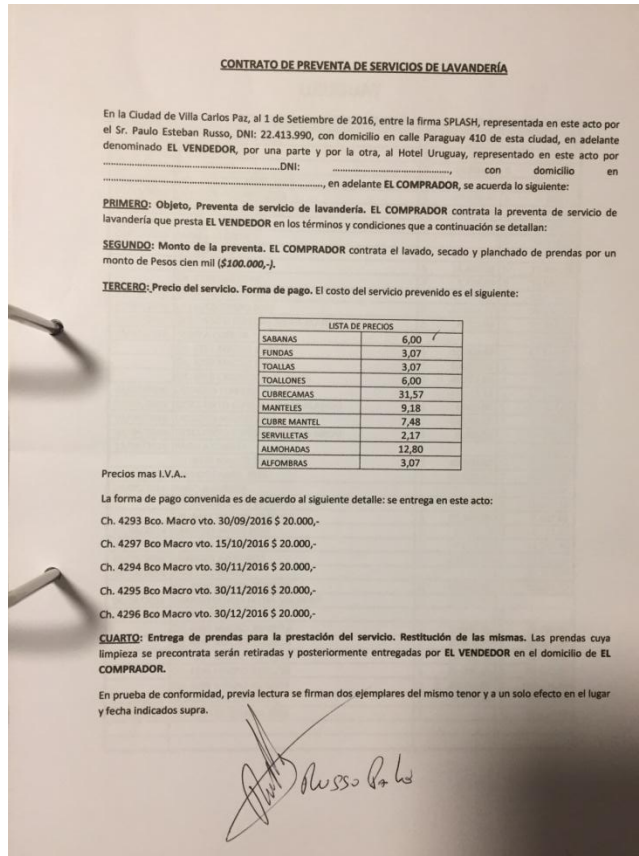 CONTRATO DE PREVENTA DE SERVICIOS DE LAVANDERÍA
En la Ciudad de Villa Carlos Paz, al 1 de Setiembre de 2016, entre la firma SPLASH, representada en este acto por
el Sr. Paulo Esteban Russo, DNI: 22.413.990, con domicilio en calle Paraguay 410 de esta ciudad, en adelante
denominado EL VENDEDOR, por una parte y por la otra, al Hotel Uruguay, representado en este acto por
...........................................................DNI: ......................................, con domicilio en
........................................................................., en adelante EL COMPRADOR, se acuerda lo siguiente:
PRIMERO: Objeto, Preventa de servicio de lavandería. EL COMPRADOR contrata la preventa de servicio de
lavandería que presta EL VENDEDOR en los términos y condiciones que a continuación se detallan:
SEGUNDO: Monto de la preventa. EL COMPRADOR contrata el lavado, secado y planchado de prendas por un
monto de Pesos cien mil ($100.000,-).
TERCERO: Precio del servicio. Forma de pago. El costo del servicio prevenido es el siguiente:
LISTA DE PRECIOS
SABANAS 6,00
FUNDAS 3,07
TOALLAS 3,07
TOALLONES 6,00
CUBRECAMAS 31,57
MANTELES 9,18
CUBRE MANTEL 7,48
SERVILLETAS 2,17
ALMOHADAS 12,80
ALFOMBRAS 3,07
Precios mas I.V.A..
La forma de pago convenida es de acuerdo al siguiente detalle: se entrega en este acto:
Ch. 4293 Bco. Macro vto. 30/09/2016 $ 20.000,-
Ch. 4297 Bco Macro vto. 15/10/2016 $ 20.000,-
Ch. 4294 Bco Macro vto. 30/11/2016 $ 20.000,-
Ch. 4295 Bco Macro vto. 30/11/2016 $ 20.000,-
Ch. 4296 Bco Macro vto. 30/12/2016 $ 20.000,-
CUARTO: Entrega de prendas para la prestación del servicio. Restitución de las mismas. Las prendas cuya
limpieza se precontrata serán retiradas y posteriormente entregadas por EL VENDEDOR en el domicilio de EL
COMPRADOR.
En prueba de conformidad, previa lectura se firman dos ejemplares del mismo tenor y a un solo efecto en el lugar
y fecha indicados supra.
Russo